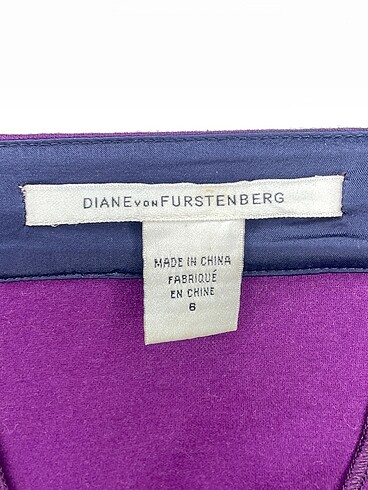 DIANE VON FURSTENBERG
MADE IN CHINA
FABRIQUÉ
EN CHINE
6